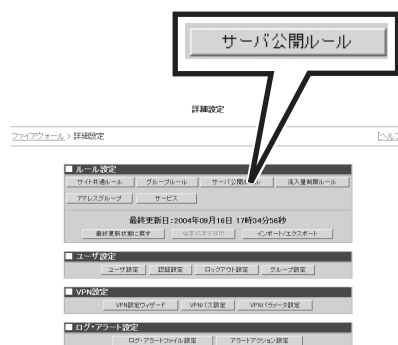 サーバ公開ルール
詳細設定
ファイアウォール > 詳細設定
[ヘルプ
■ ルール設定
サイト共通ルール グループルール サーバ公開ルール 流入量制限ルール
アドレスグループ サービス
最終更新日：2004年09月16日 17時34分56秒
最終更新状態に戻す 編集結果を適用 インポート/エクスポート
■ ユーザ設定
ユーザ設定 認証設定 ロックアウト設定 グループ設定
■ VPN設定
VPN設定ウィザード VPNパス設定 VPNパラメータ設定
■ ログ・アラート設定
ログ・アラートファイル設定 アラートアクション設定